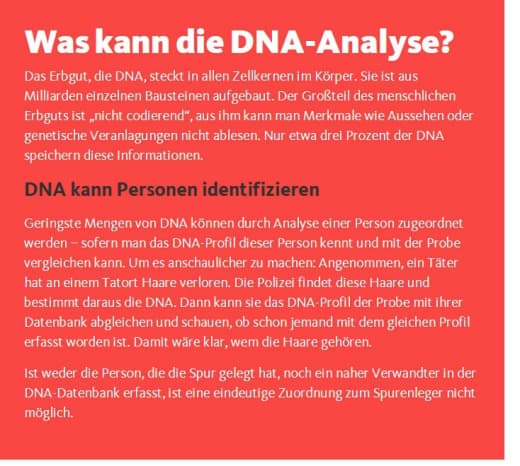 Was kann die DNA-Analyse?
Das Erbgut, die DNA, steckt in allen Zellkernen im Körper. Sie ist aus
Milliarden einzelnen Bausteinen aufgebaut. Der Großteil des menschlichen
Erbguts ist „nicht codierend“, aus ihm kann man Merkmale wie Aussehen oder
genetische Veranlagungen nicht ablesen. Nur etwa drei Prozent der DNA
speichern diese Informationen.
DNA kann Personen identifizieren
Geringste Mengen von DNA können durch Analyse einer Person zugeordnet
werden – sofern man das DNA-Profil dieser Person kennt und mit der Probe
vergleichen kann. Um es anschaulicher zu machen: Angenommen, ein Täter
hat an einem Tatort Haare verloren. Die Polizei findet diese Haare und
bestimmt daraus die DNA. Dann kann sie das DNA-Profil der Probe mit ihrer
Datenbank abgleichen und schauen, ob schon jemand mit dem gleichen Profil
erfasst worden ist. Damit wäre klar, wem die Haare gehören.
Ist weder die Person, die die Spur gelegt hat, noch ein naher Verwandter in der
DNA-Datenbank erfasst, ist eine eindeutige Zuordnung zum Spurenleger nicht
möglich.